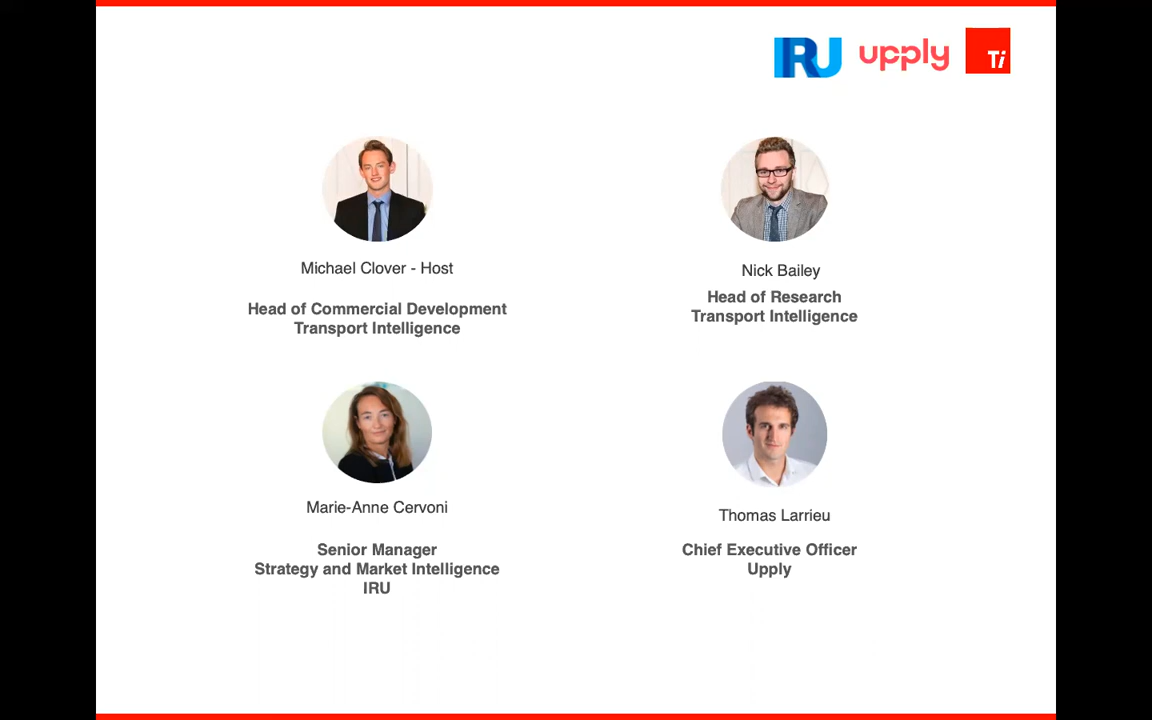 IRU upply Ti
Michael Clover - Host
Head of Commercial Development
Transport Intelligence
Nick Bailey
Head of Research
Transport Intelligence
Marie-Anne Cervoni
Senior Manager
Strategy and Market Intelligence
IRU
Thomas Larrieu
Chief Executive Officer
Upply